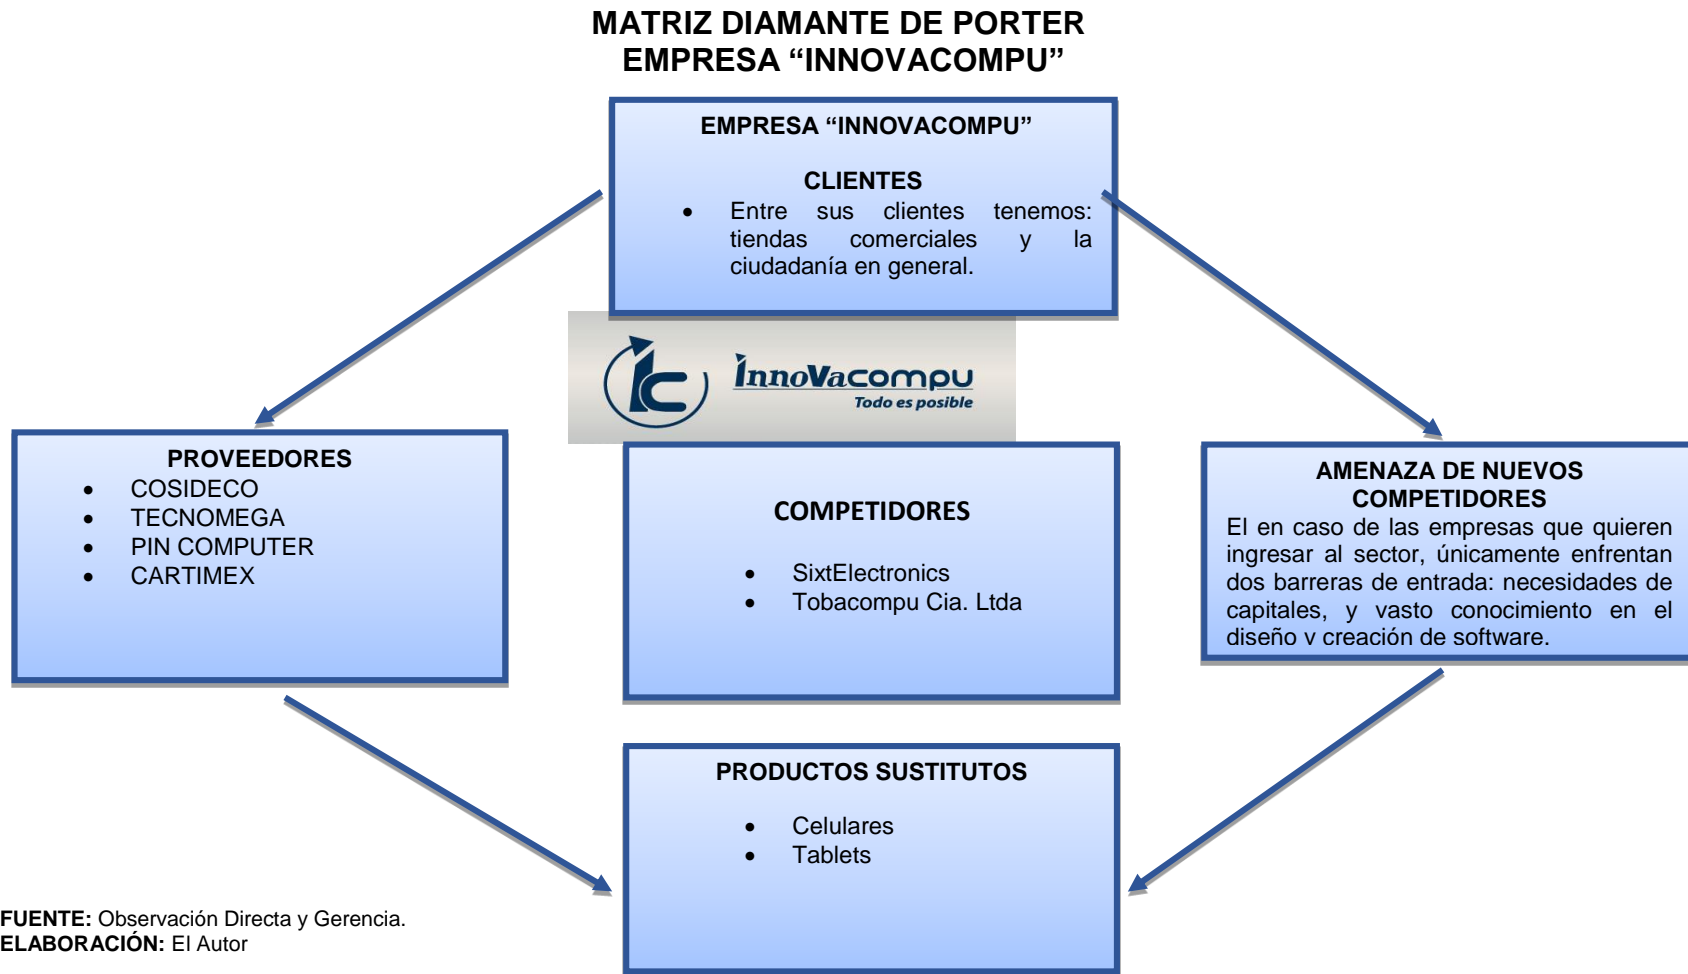 MATRIZ DIAMANTE DE PORTER
EMPRESA “INNOVACOMPU”
EMPRESA “INNOVACOMPU”
CLIENTES
• Entre sus clientes tenemos:
tiendas comerciales y la
ciudadanía en general.
Ic
InnoVacompu
Todo es posible
PROVEEDORES
• COSIDECO
• TECNOMEGA
• PIN COMPUTER
• CARTIMEX
COMPETIDORES
• SixtElectronics
• Tobacompu Cia. Ltda
AMENAZA DE NUEVOS
COMPETIDORES
El en caso de las empresas que quieren
ingresar al sector, únicamente enfrentan
dos barreras de entrada: necesidades de
capitales, y vasto conocimiento en el
diseño y creación de software.
PRODUCTOS SUSTITUTOS
• Celulares
• Tablets
FUENTE: Observación Directa y Gerencia.
ELABORACIÓN: El Autor